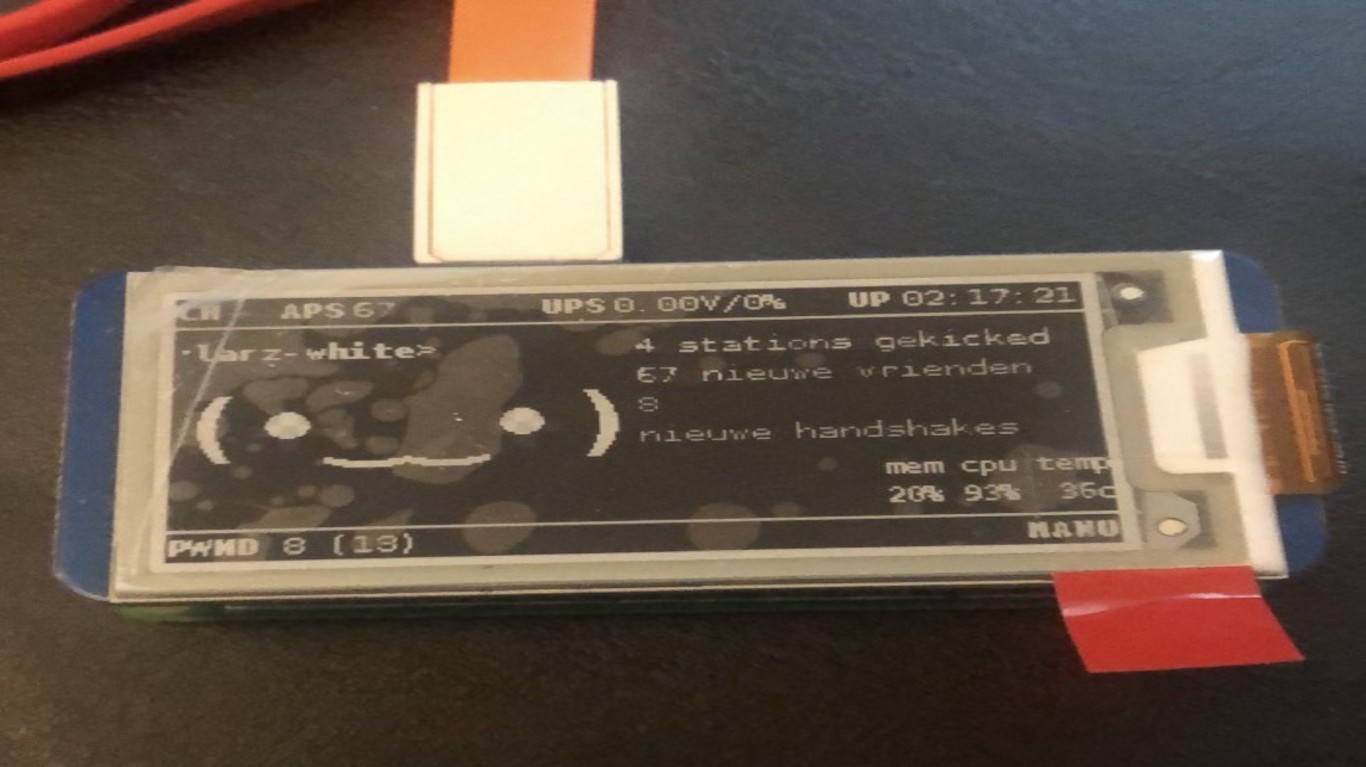 CH APS 67 UPS 0.00V/0% UP 02:17:21
larz-white>
4 stations gekicked
67 nieuwe vrienden
8
nieuwe handshakes
mem cpu temp
20% 93% 36c
PWND 8 (13) MANU